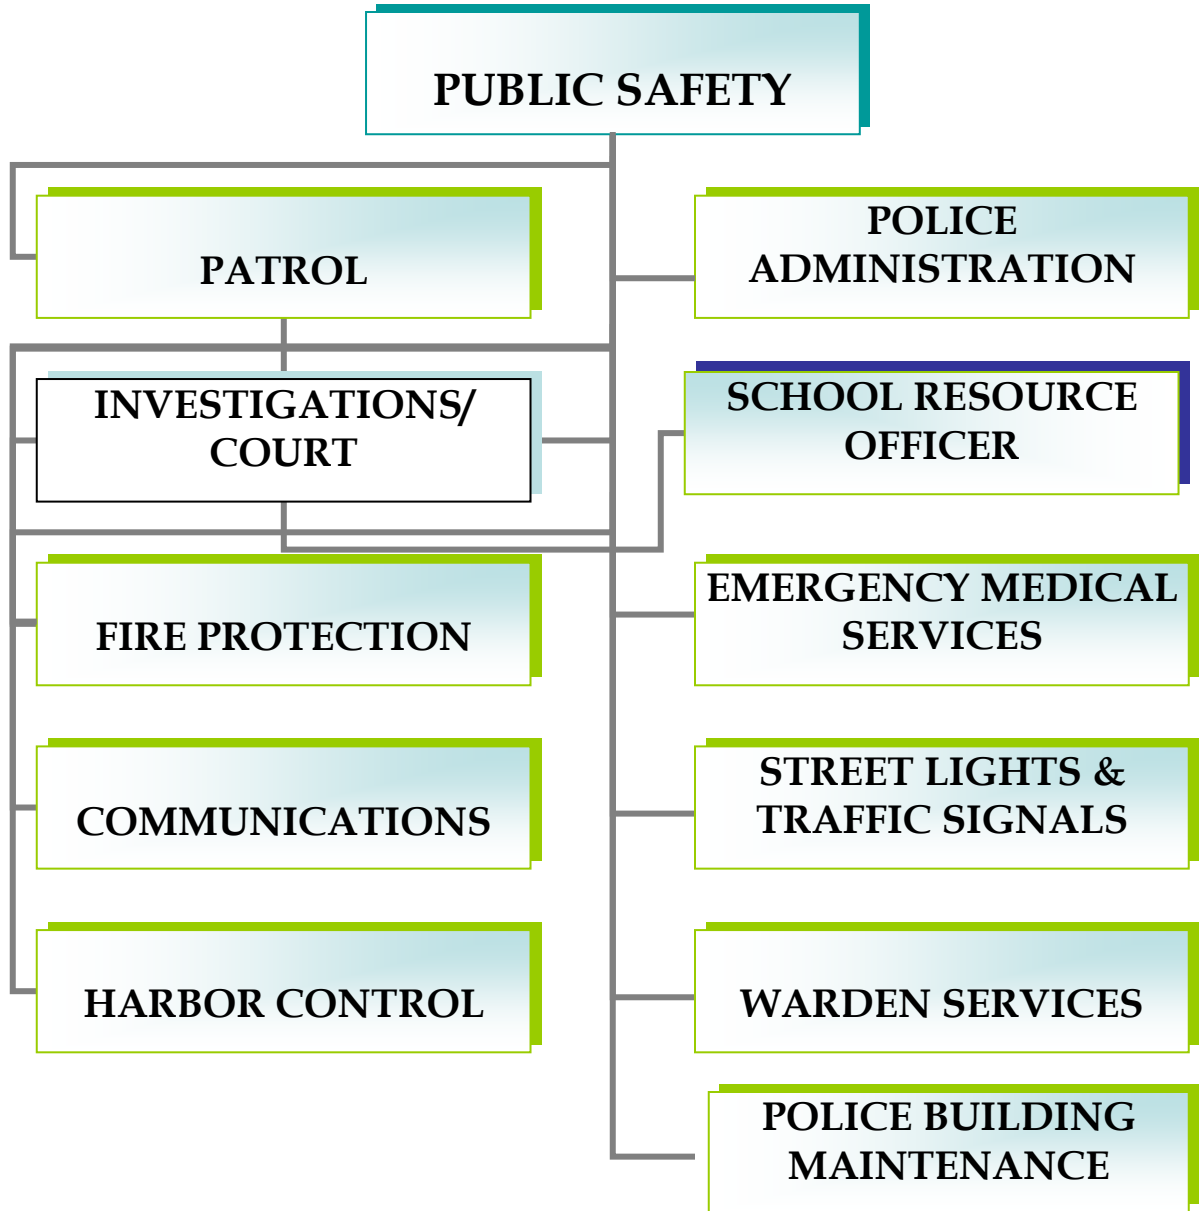 PUBLIC SAFETY
PATROL
POLICE
ADMINISTRATION
INVESTIGATIONS/
COURT
SCHOOL RESOURCE
OFFICER
FIRE PROTECTION
EMERGENCY MEDICAL
SERVICES
COMMUNICATIONS
STREET LIGHTS &
TRAFFIC SIGNALS
HARBOR CONTROL
WARDEN SERVICES
POLICE BUILDING
MAINTENANCE